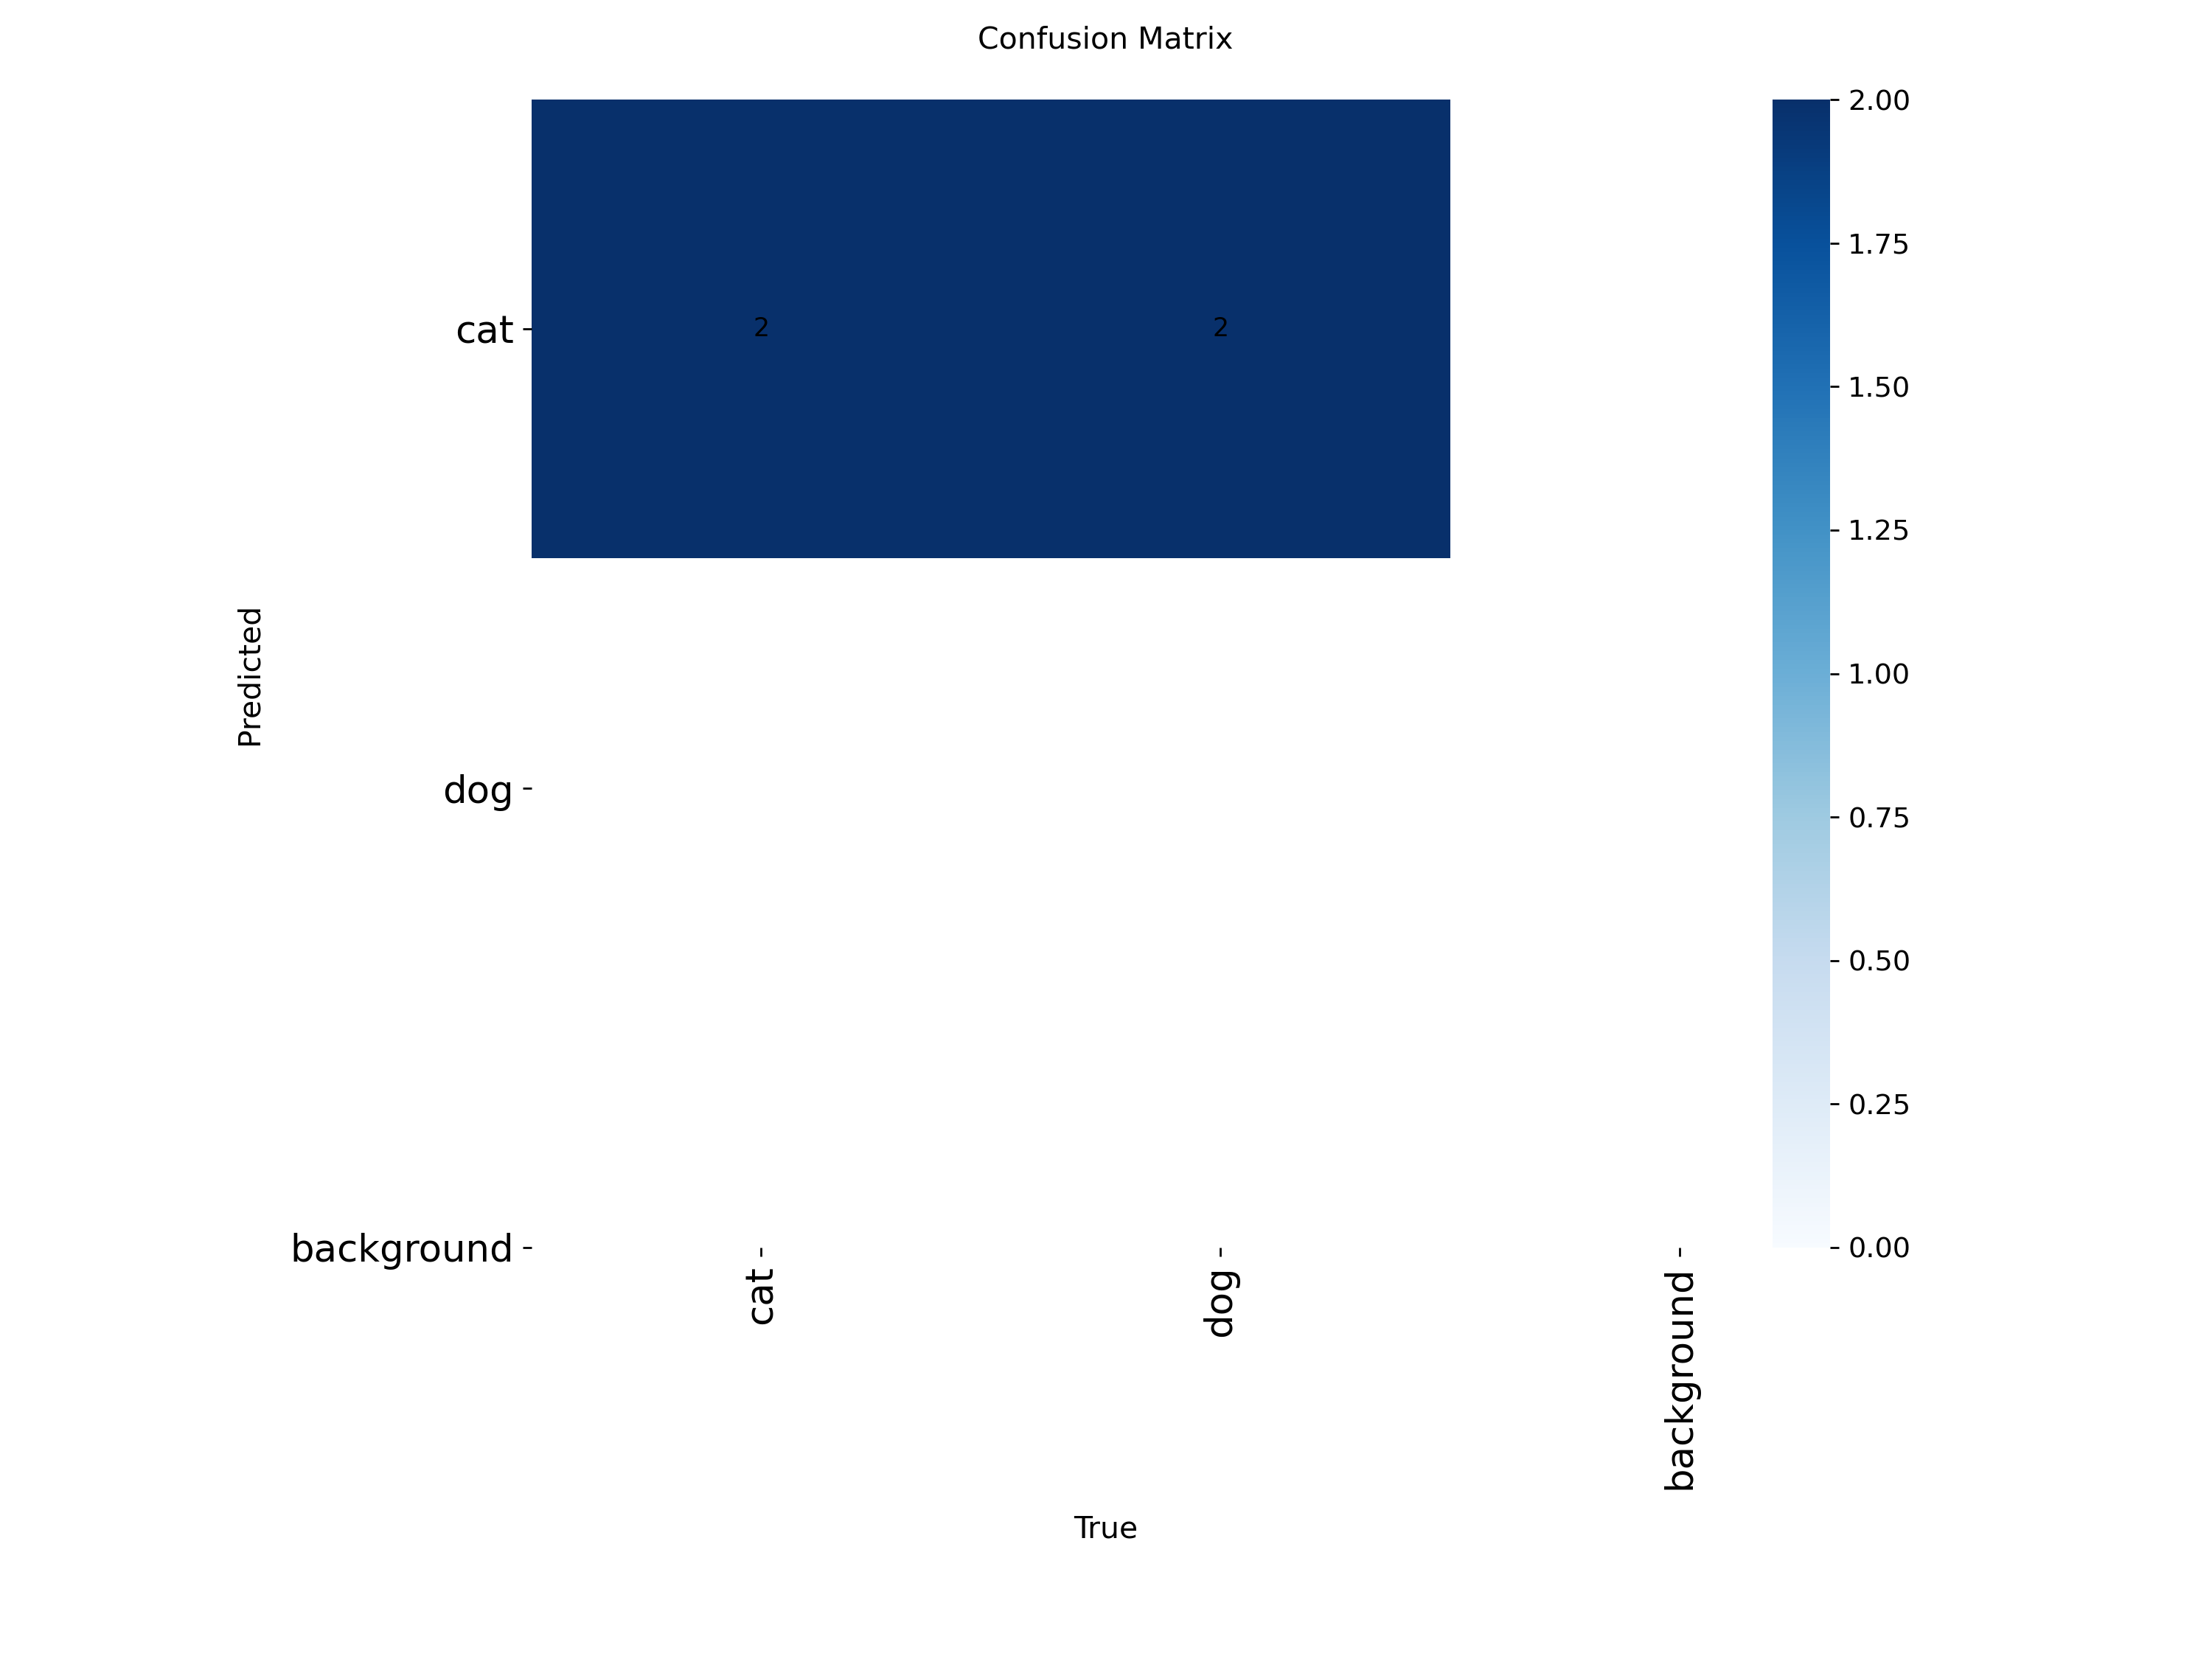 Confusion Matrix
2.00
1.75
1.50
1.25
1.00
0.75
0.50
0.25
0.00
cat
2 2
Predicted
dog
background
cat dog background
True